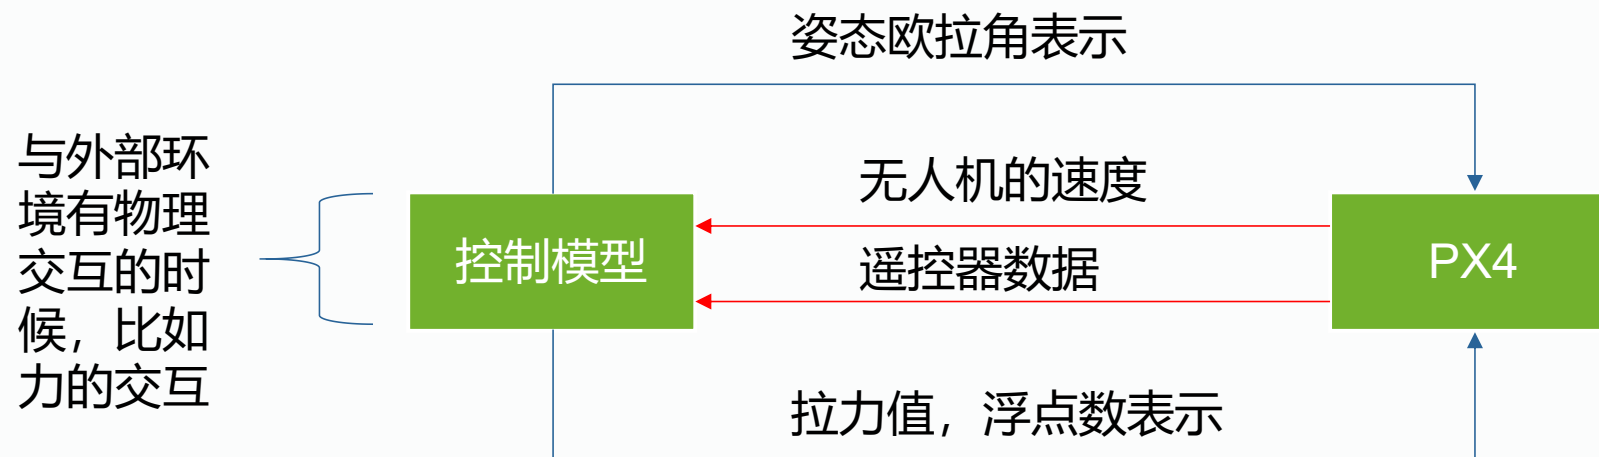 姿态欧拉角表示
与外部环
境有物理
交互的时
候，比如
力的交互
无人机的速度
控制模型
遥控器数据
PX4
拉力值，浮点数表示